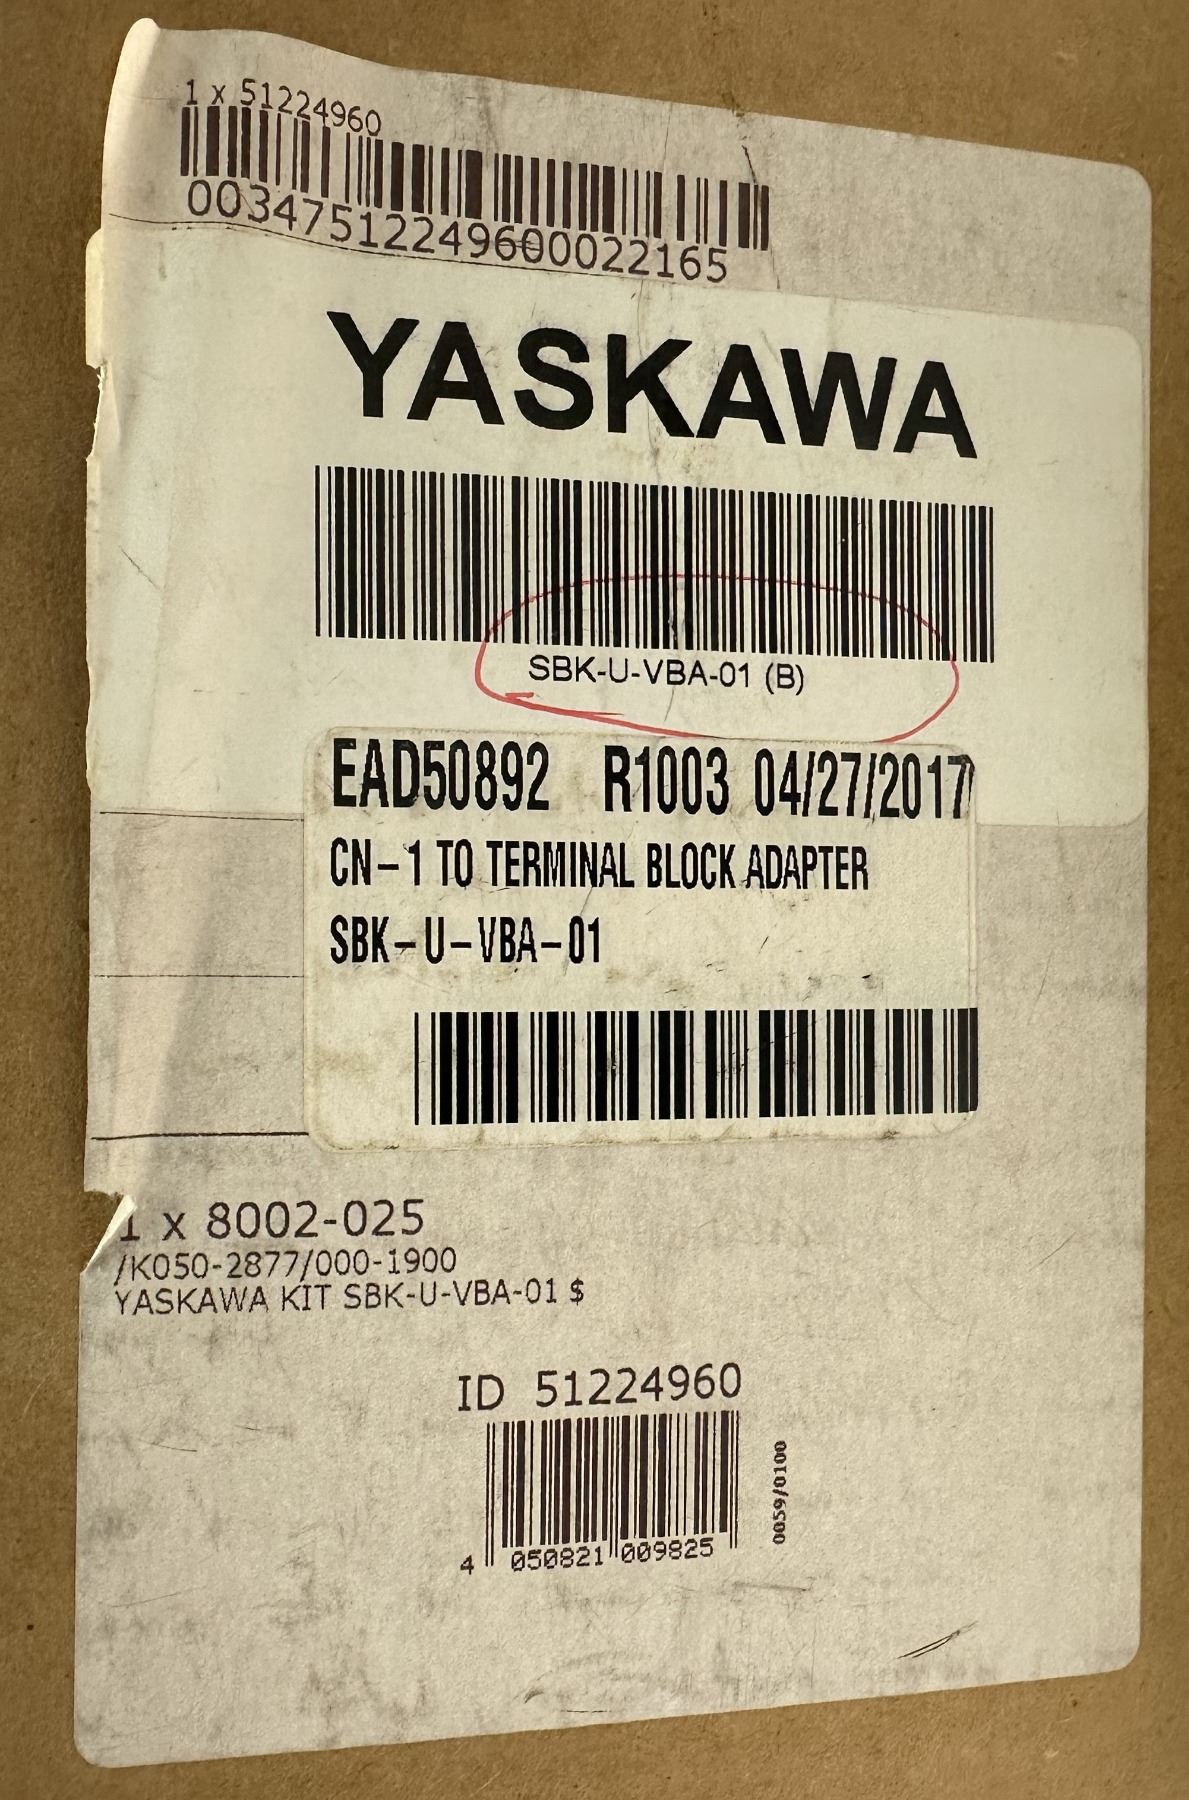 1 x 51224960
00347512249600022165
YASKAWA
SBK-U-VBA-01 (B)
EAD50892 R1003 04/27/2017
CN-1 TO TERMINAL BLOCK ADAPTER
SBK-U-VBA-01
1 x 8002-025
/K050-2877/000-1900
YASKAWA KIT SBK-U-VBA-01 $
ID 51224960
4 050821 009825
0059/0100